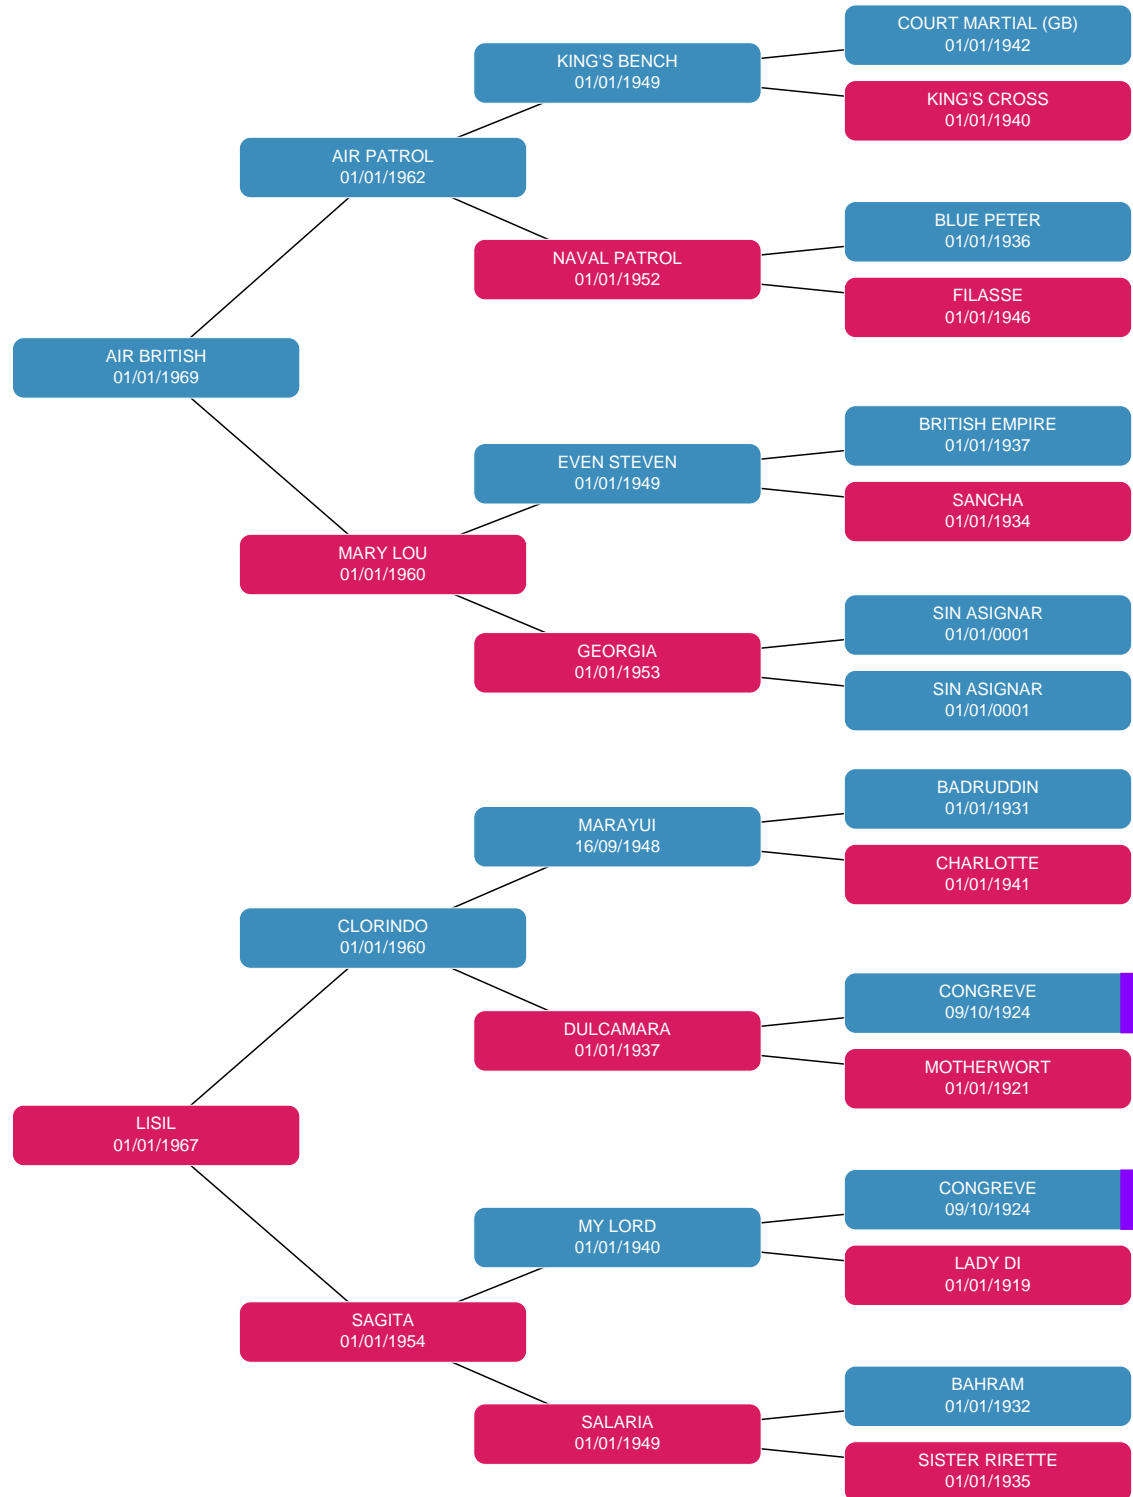 COURT MARTIAL (GB)
01/01/1942
KING'S BENCH
01/01/1949
KING'S CROSS
01/01/1940
AIR PATROL
01/01/1962
BLUE PETER
01/01/1936
NAVAL PATROL
01/01/1952
FILASSE
01/01/1946
AIR BRITISH
01/01/1969
BRITISH EMPIRE
01/01/1937
EVEN STEVEN
01/01/1949
SANCHA
01/01/1934
MARY LOU
01/01/1960
SIN ASIGNAR
01/01/0001
GEORGIA
01/01/1953
SIN ASIGNAR
01/01/0001
BADRUDDIN
01/01/1931
MARAYUI
16/09/1948
CHARLOTTE
01/01/1941
CLORINDO
01/01/1960
CONGREVE
09/10/1924
DULCAMARA
01/01/1937
MOTHERWORT
01/01/1921
LISIL
01/01/1967
CONGREVE
09/10/1924
MY LORD
01/01/1940
LADY DI
01/01/1919
SAGITA
01/01/1954
BAHRAM
01/01/1932
SALARIA
01/01/1949
SISTER RIRETTE
01/01/1935